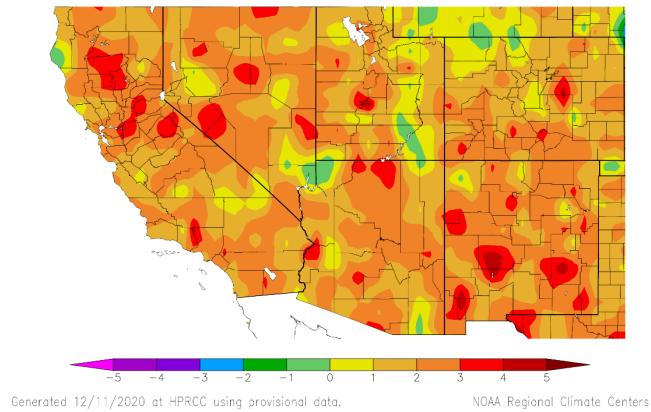 -5 -3 -2 -1 0 1 2 3 4 5
Generated 12/11/2020 at HPRCC using provisional data.
NOAA Regional Climate Centers